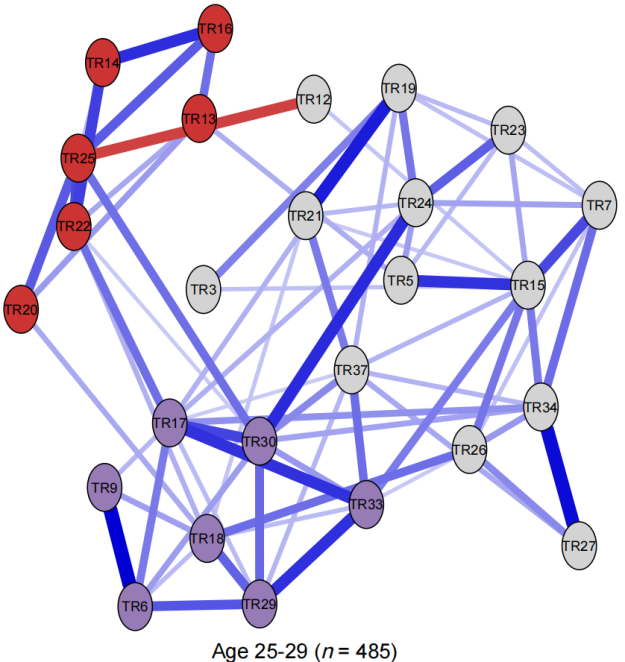 TR16
TR14
TR19
TR12
TR13
TR23
TR25
TR24
TR7
TR21
TR22
TR5
TR15
TR3
TR20
TR37
TR34
TR17
TR30
TR26
TR9
TR33
TR18
TR27
TR29
TR6
Age 25-29 (n = 485)